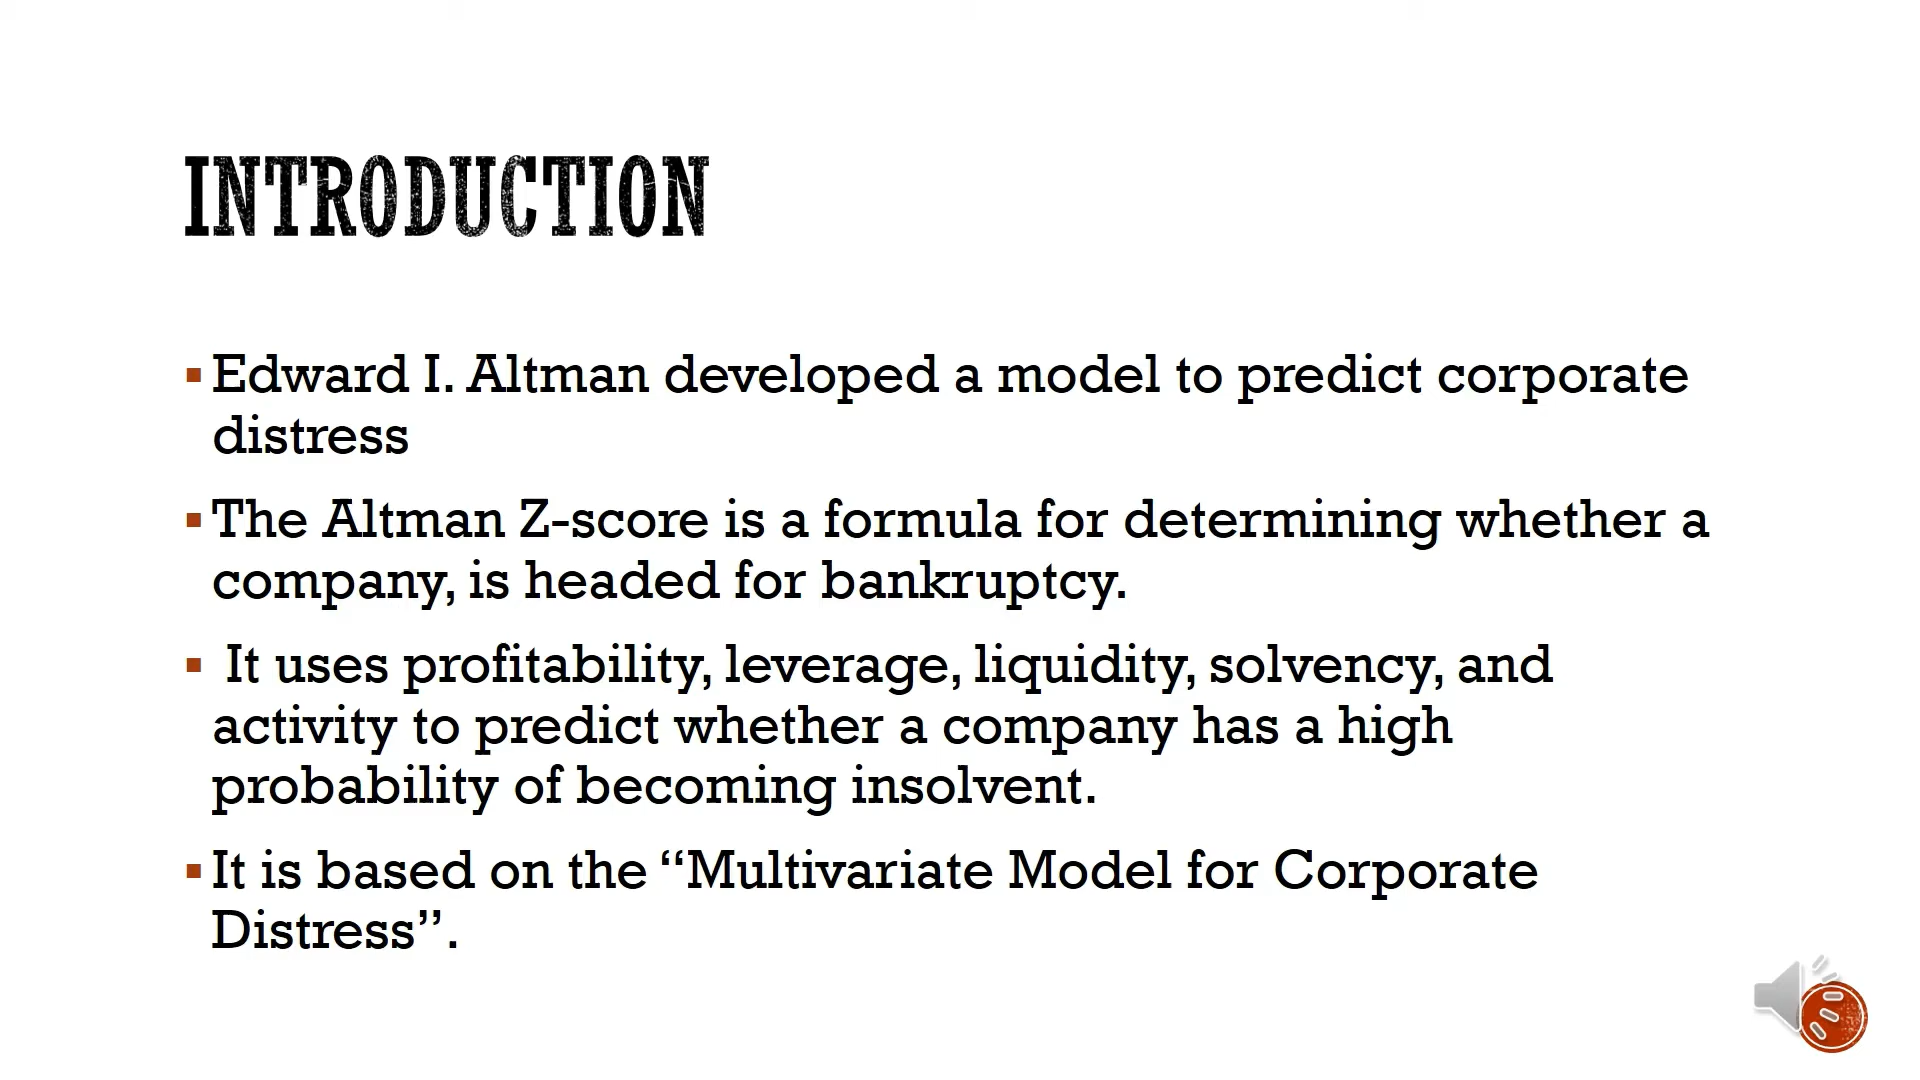 INTRODUCTION
▪ Edward I. Altman developed a model to predict corporate
distress
▪ The Altman Z-score is a formula for determining whether a
company, is headed for bankruptcy.
▪ It uses profitability, leverage, liquidity, solvency, and
activity to predict whether a company has a high
probability of becoming insolvent.
▪ It is based on the “Multivariate Model for Corporate
Distress”.